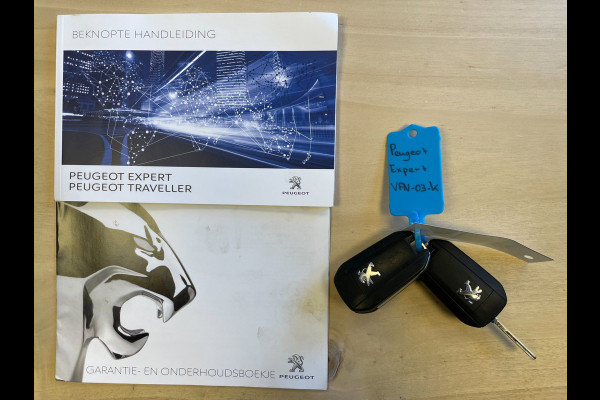 BEKNOPTE HANDLEIDING
PEUGEOT EXPERT
PEUGEOT TRAVELLER
PEUGEOT
GARANTIE- EN ONDERHOUDSBOEKJE
PEUGEOT
Peugeot
Expert
VPN-03-k